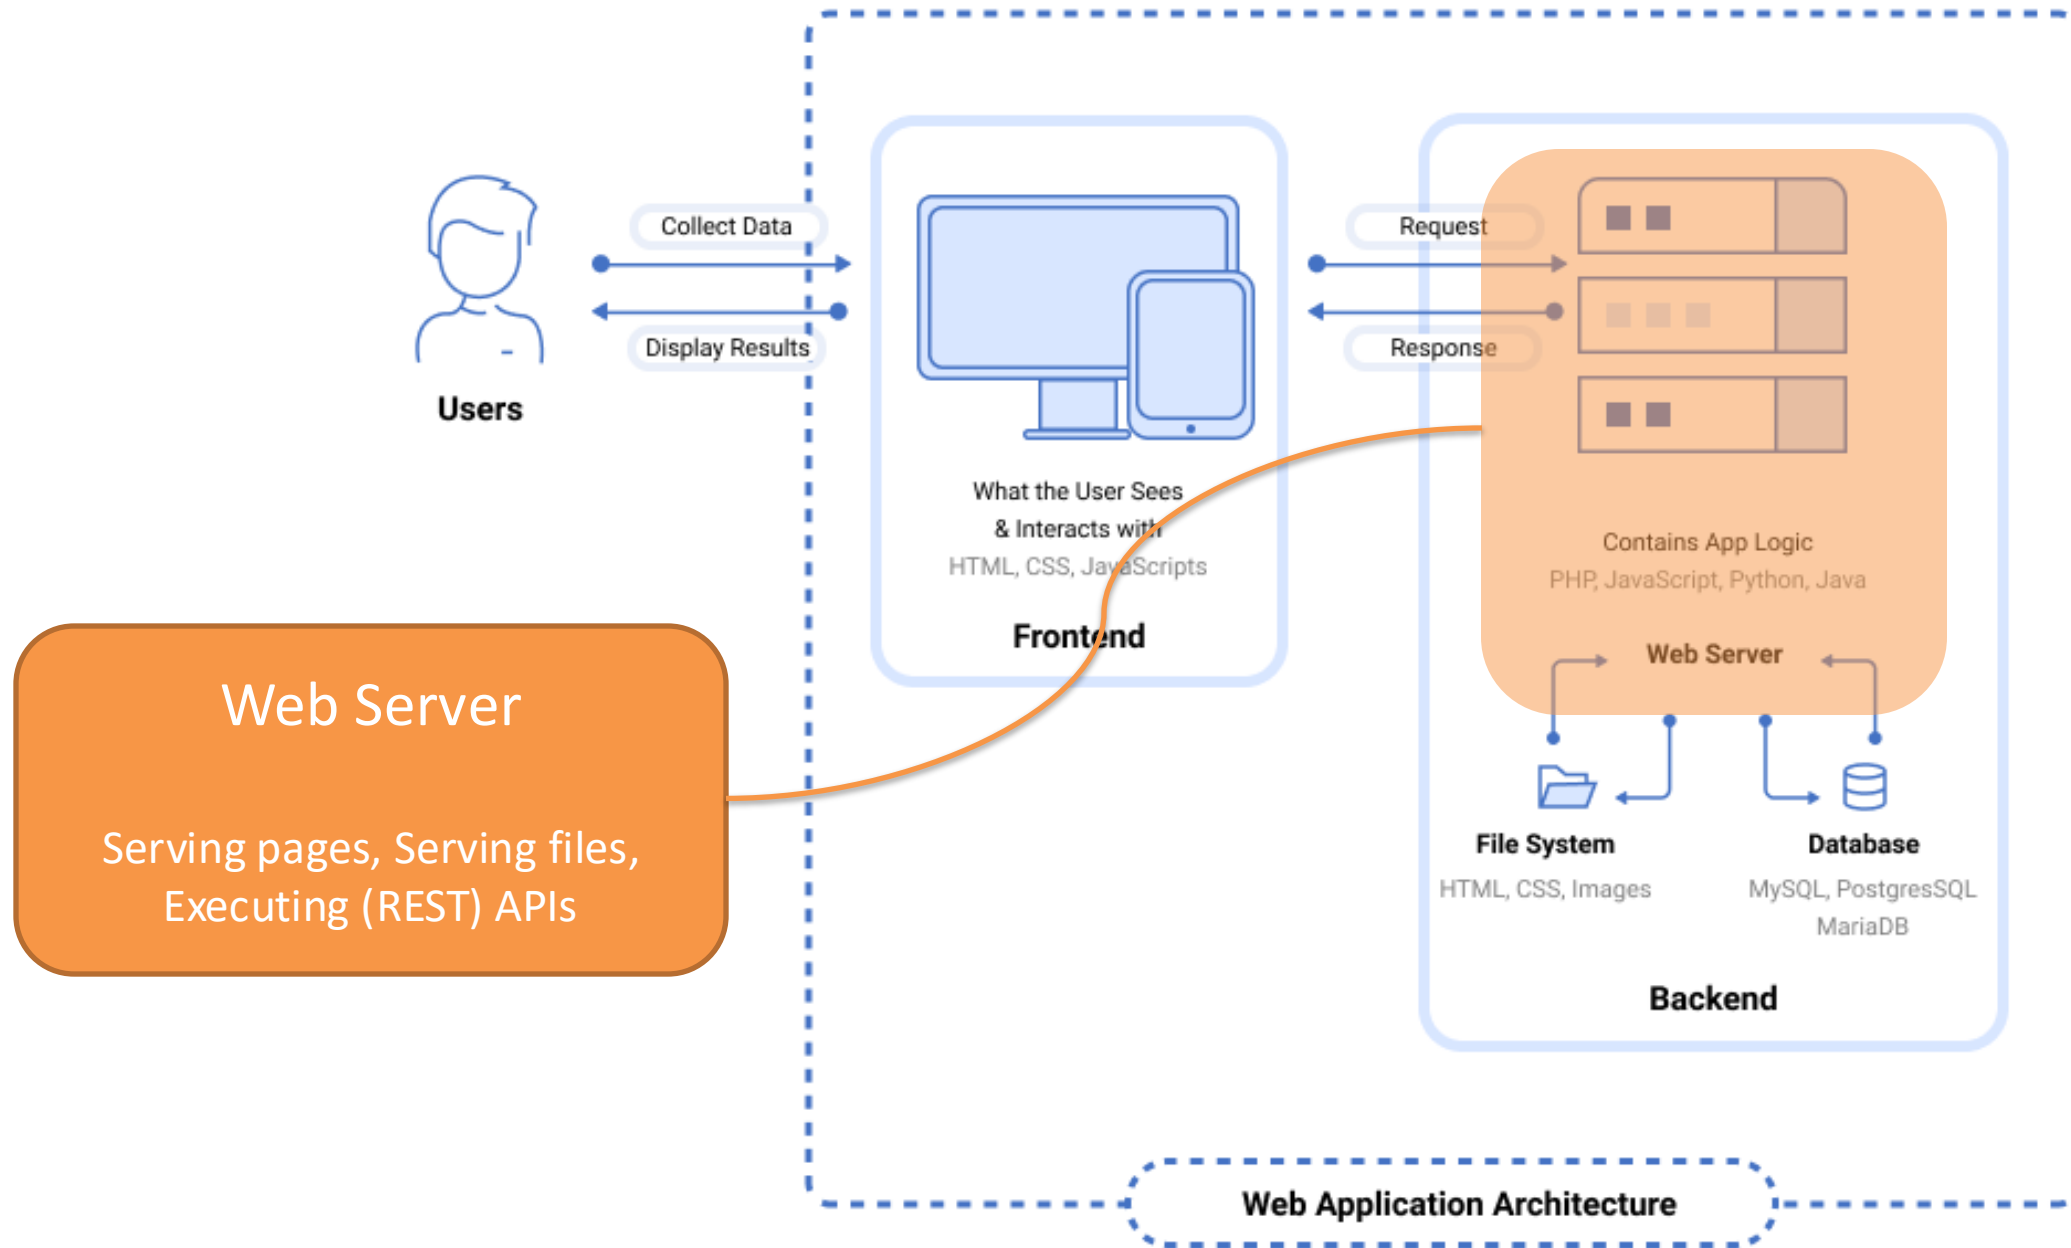 Collect Data
Display Results
Users
What the User Sees
& Interacts with
HTML, CSS, JavaScripts
Frontend
Request
Response
Contains App Logic
PHP, JavaScript, Python, Java
Web Server
File System
HTML, CSS, Images
Database
MySQL, PostgresSQL
MariaDB
Backend
Web Server
Serving pages, Serving files,
Executing (REST) APIs
Web Application Architecture